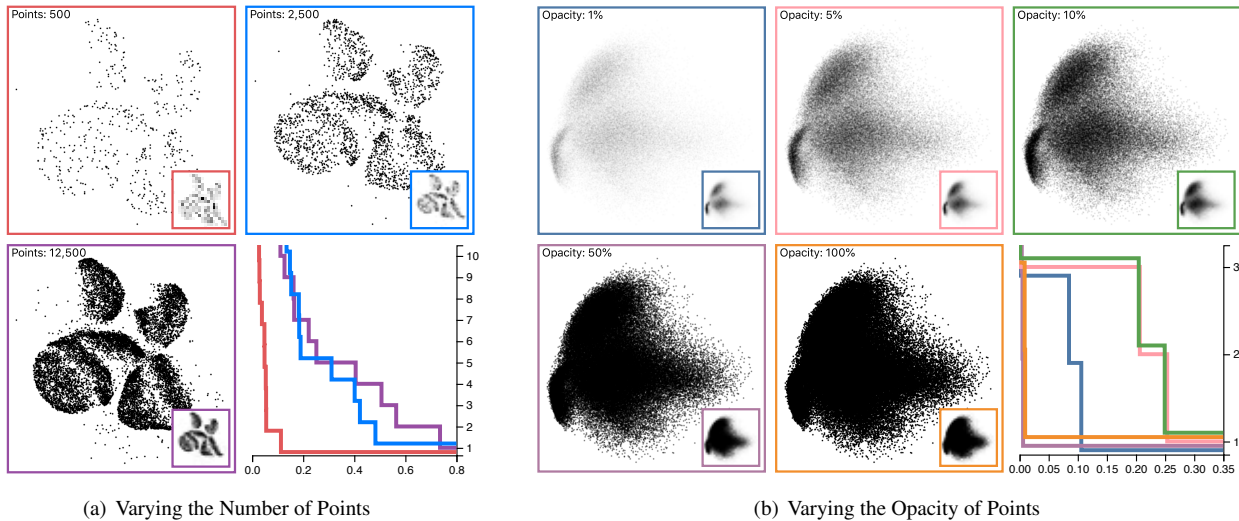 Points: 500
Points: 2,500
Opacity: 1%
Opacity: 5%
Opacity: 10%
Points: 12,500
10
9
8
7
6
5
4
3
2
1
0.0 0.2 0.4 0.6 0.8
Opacity: 50%
Opacity: 100%
3
2
1
0.00 0.05 0.10 0.15 0.20 0.25 0.30 0.35
(a) Varying the Number of Points
(b) Varying the Opacity of Points